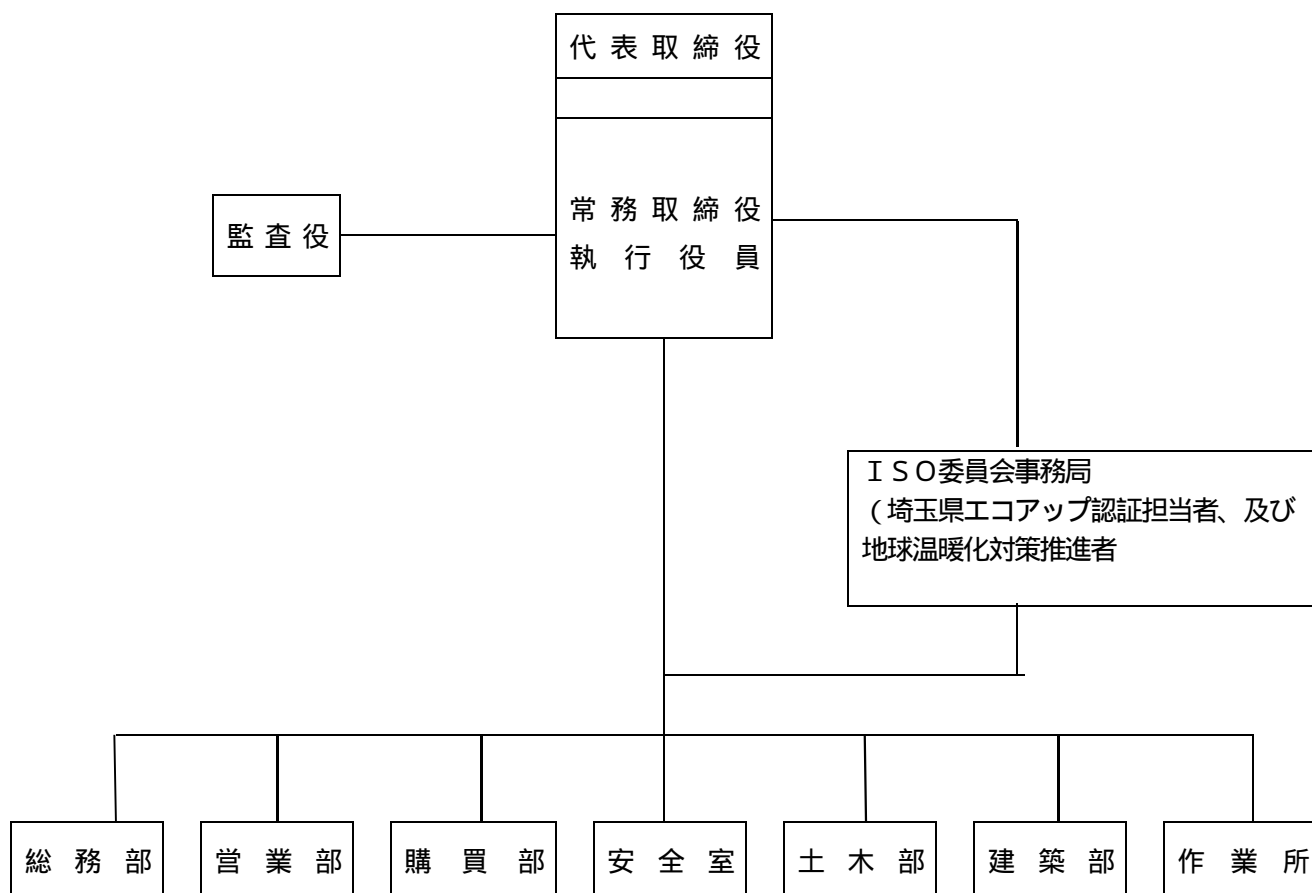 代表取締役
常務取締役
執行役員
監査役
ＩＳＯ委員会事務局
（埼玉県エコアップ認証担当者、及び
地球温暖化対策推進者
総務部
営業部
購買部
安全室
土木部
建築部
作業所